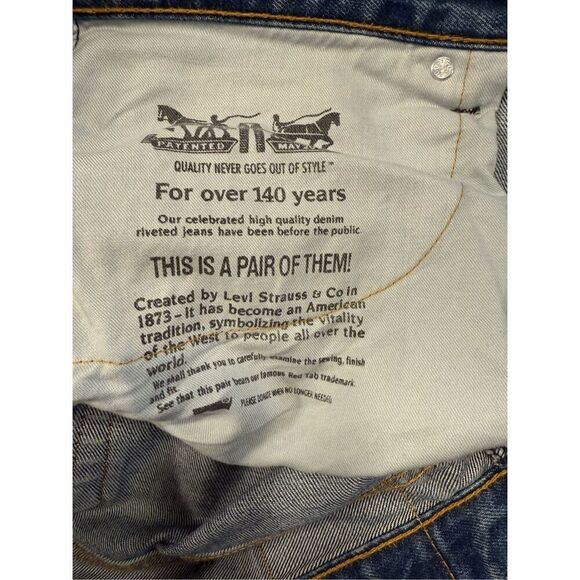 PATENTED MAY
QUALITY NEVER GOES OUT OF STYLE™
For over 140 years
Our celebrated high quality denim
riveted jeans have been before the public
THIS IS A PAIR OF THEM!
Created by Levi Strauss & Co in
1873-it has become an American
tradition, symbolizing the vitality
of the West to people all over the
world.
We shall thank you to carefully examine the sewing, finish
and fit.
See that this pair bears our famous Red Tab trademark.
PLEASE DONATE WHEN NO LONGER NEEDED